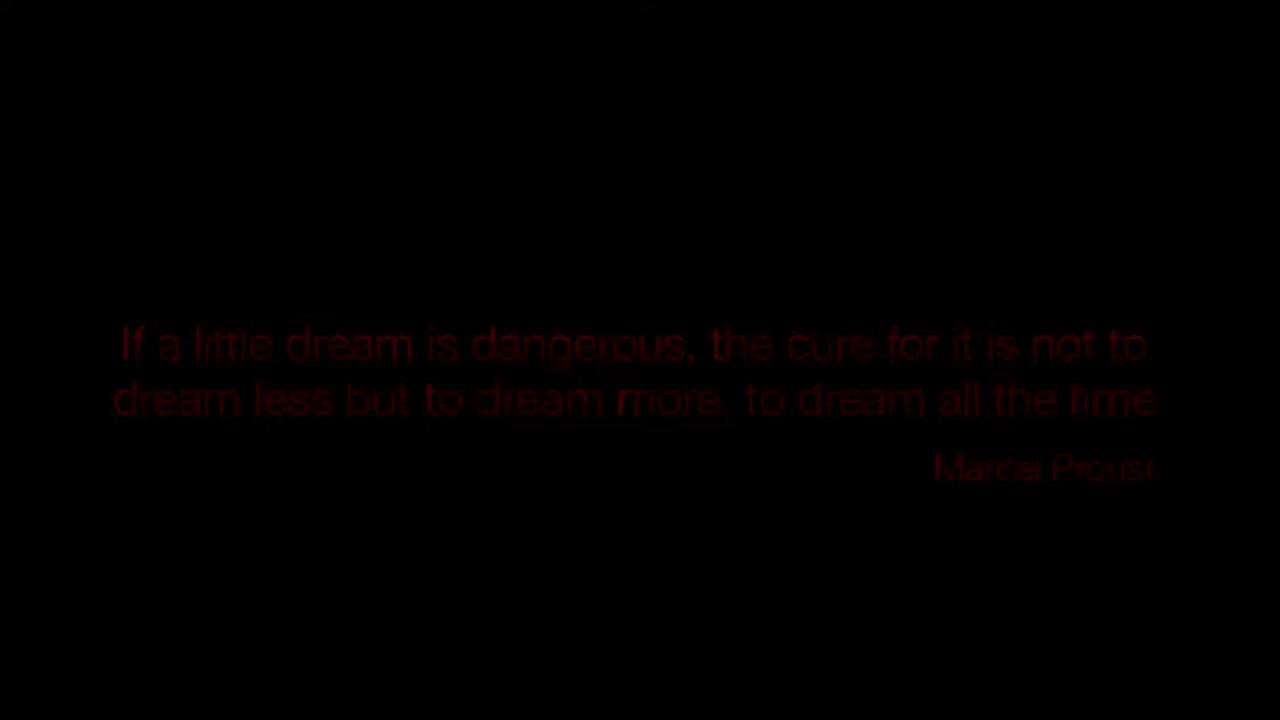 If a little dream is dangerous, the cure for it is not to
dream less but to dream more, to dream all the time.
Marcel Proust